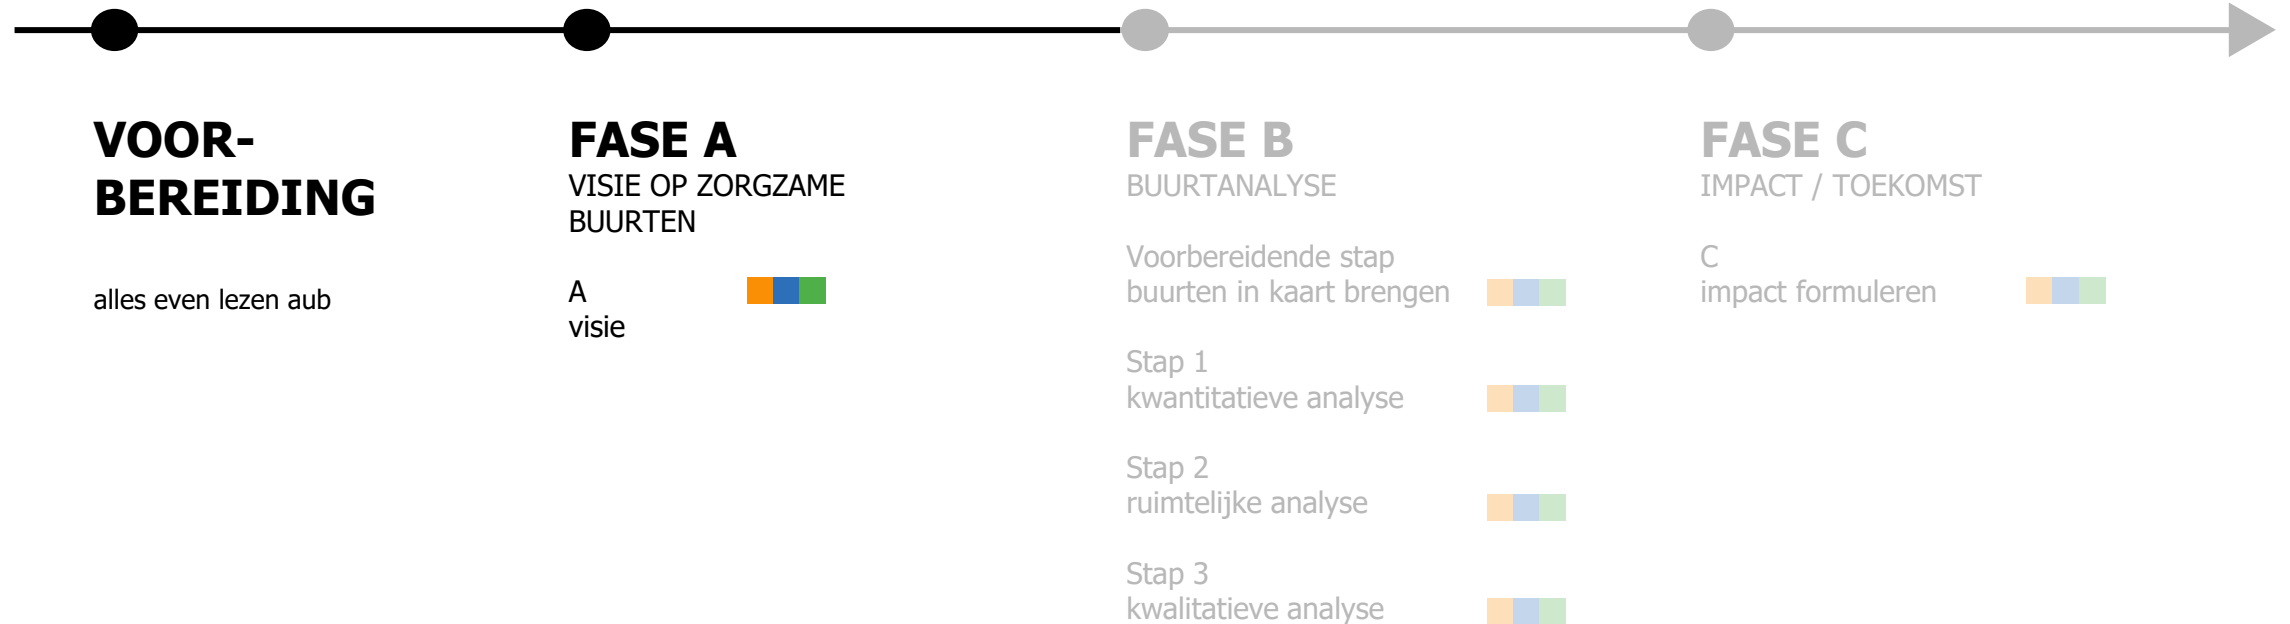 VOOR-
BEREIDING
alles even lezen aub
FASE A
VISIE OP ZORGZAME
BUURTEN
A
visie
FASE B
BUURTANALYSE
Voorbereidende stap
buurten in kaart brengen
Stap 1
kwantitatieve analyse
Stap 2
ruimtelijke analyse
Stap 3
kwalitatieve analyse
FASE C
IMPACT / TOEKOMST
C
impact formuleren